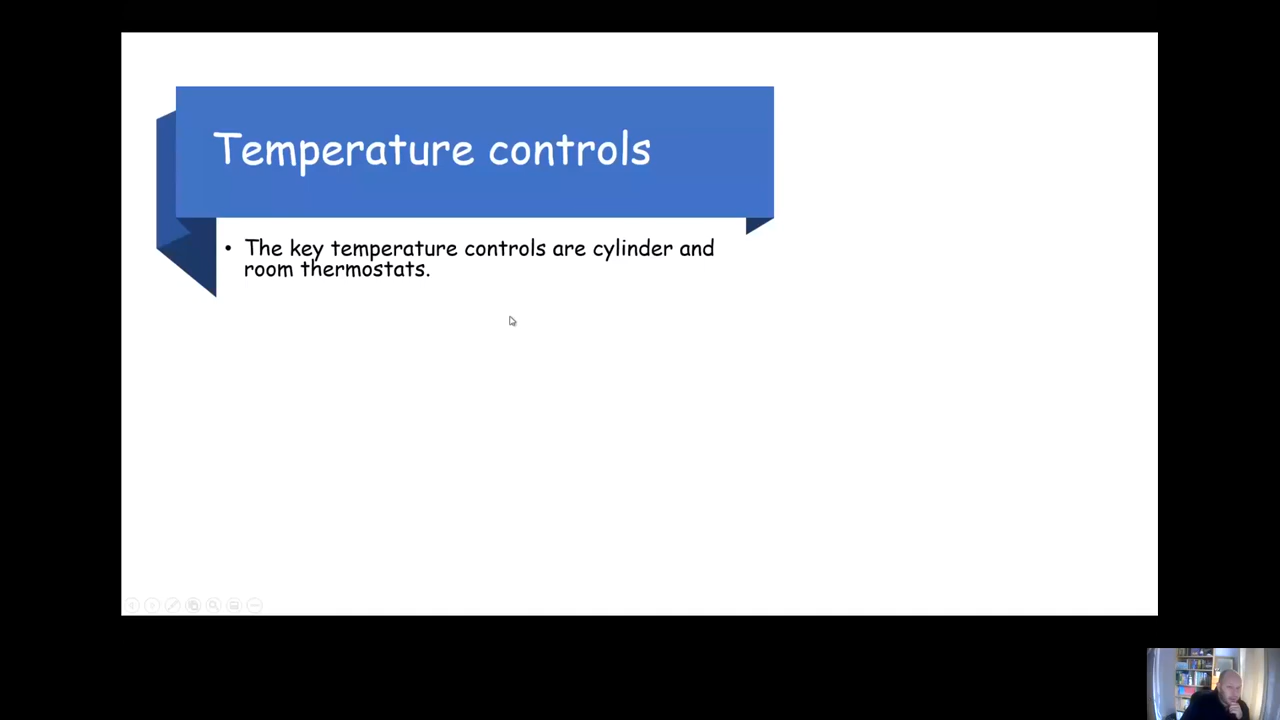 Temperature controls
• The key temperature controls are cylinder and
room thermostats.